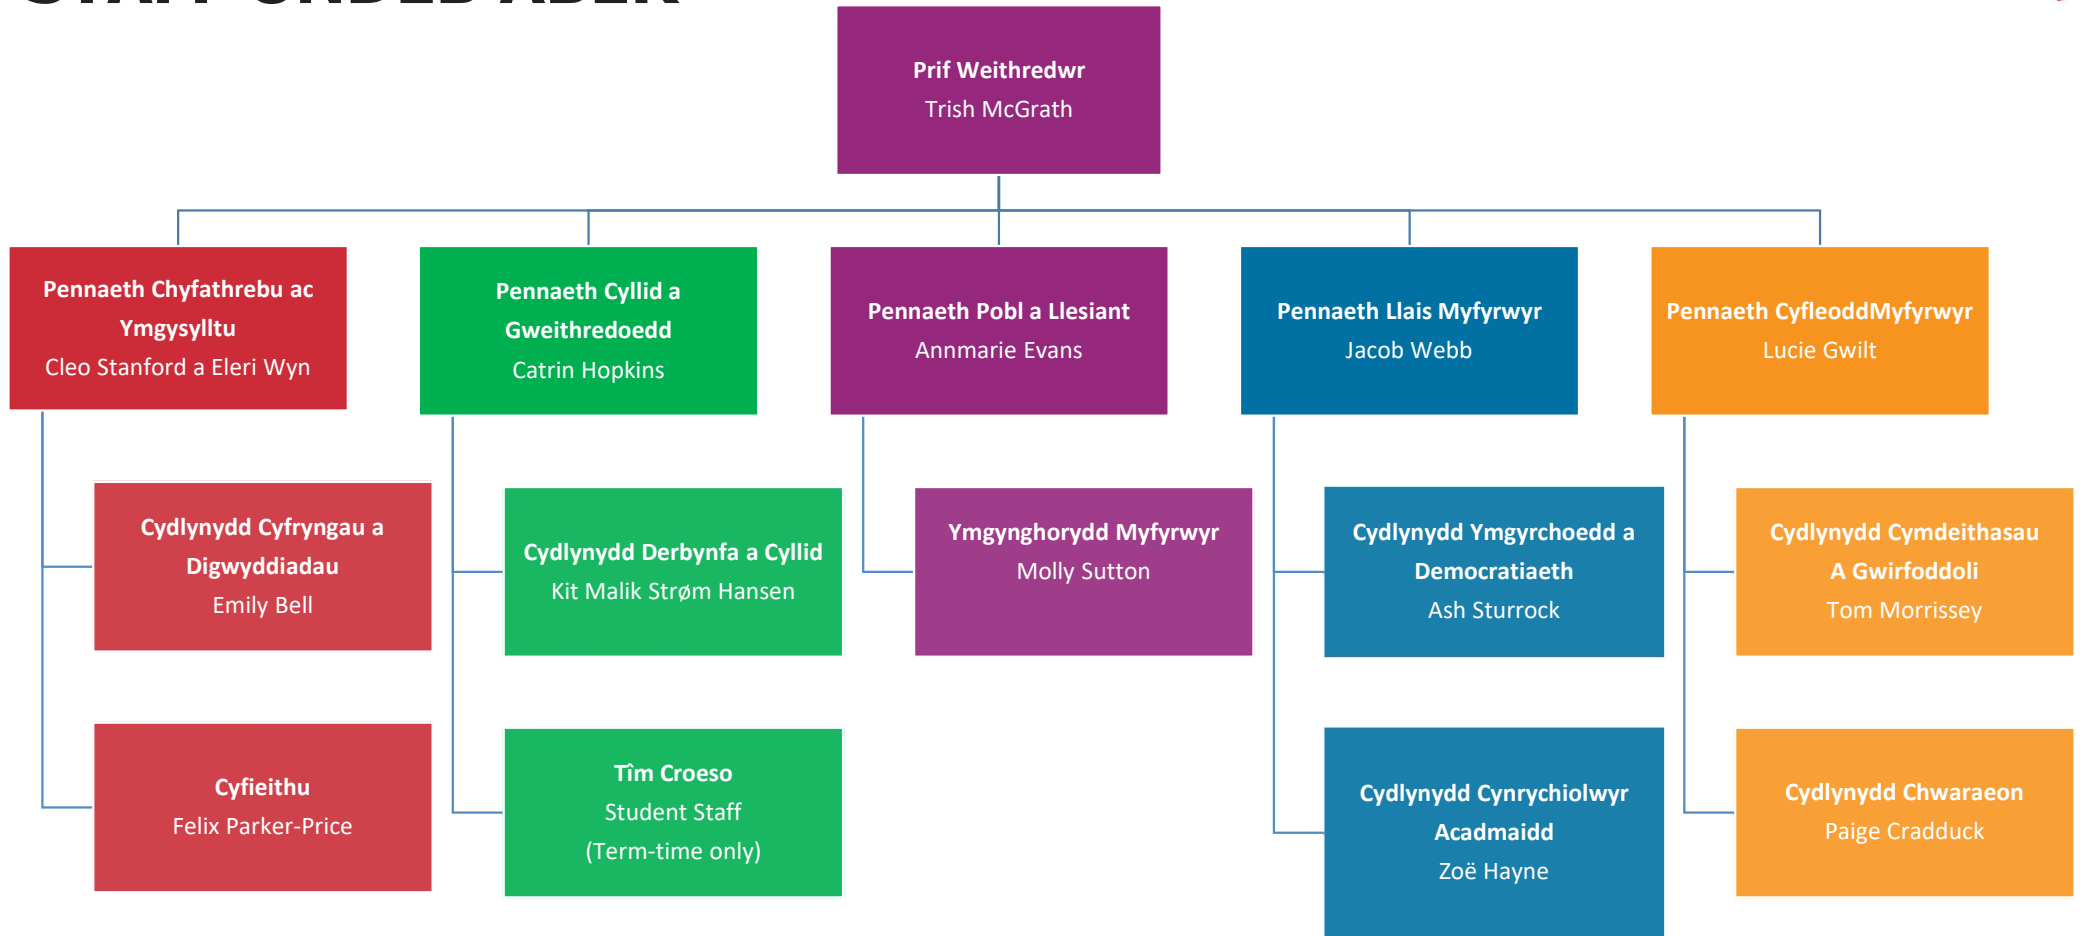 Prif Weithredwr
Trish McGrath
Pennaeth Chyfathrebu ac
Ymgysylltu
Cleo Stanford a Eleri Wyn
Pennaeth Cyllid a
Gweithredoedd
Catrin Hopkins
Pennaeth Pobl a Llesiant
Annmarie Evans
Pennaeth Llais Myfyrwyr
Jacob Webb
Pennaeth CyfleoddMyfyrwyr
Lucie Gwilt
Cydlynydd Cyfryngau a
Digwyddiadau
Emily Bell
Cydlynydd Derbynfa a Cyllid
Kit Malik Strøm Hansen
Ymgynghorydd Myfyrwyr
Molly Sutton
Cydlynydd Ymgyrchoedd a
Democratiaeth
Ash Sturrock
Cydlynydd Cymdeithasau
A Gwirfoddoli
Tom Morrissey
Cyfieithu
Felix Parker-Price
Tîm Croeso
Student Staff
(Term-time only)
Cydlynydd Cynrychiolwyr
Acadmaidd
Zoë Hayne
Cydlynydd Chwaraeon
Paige Cradduck